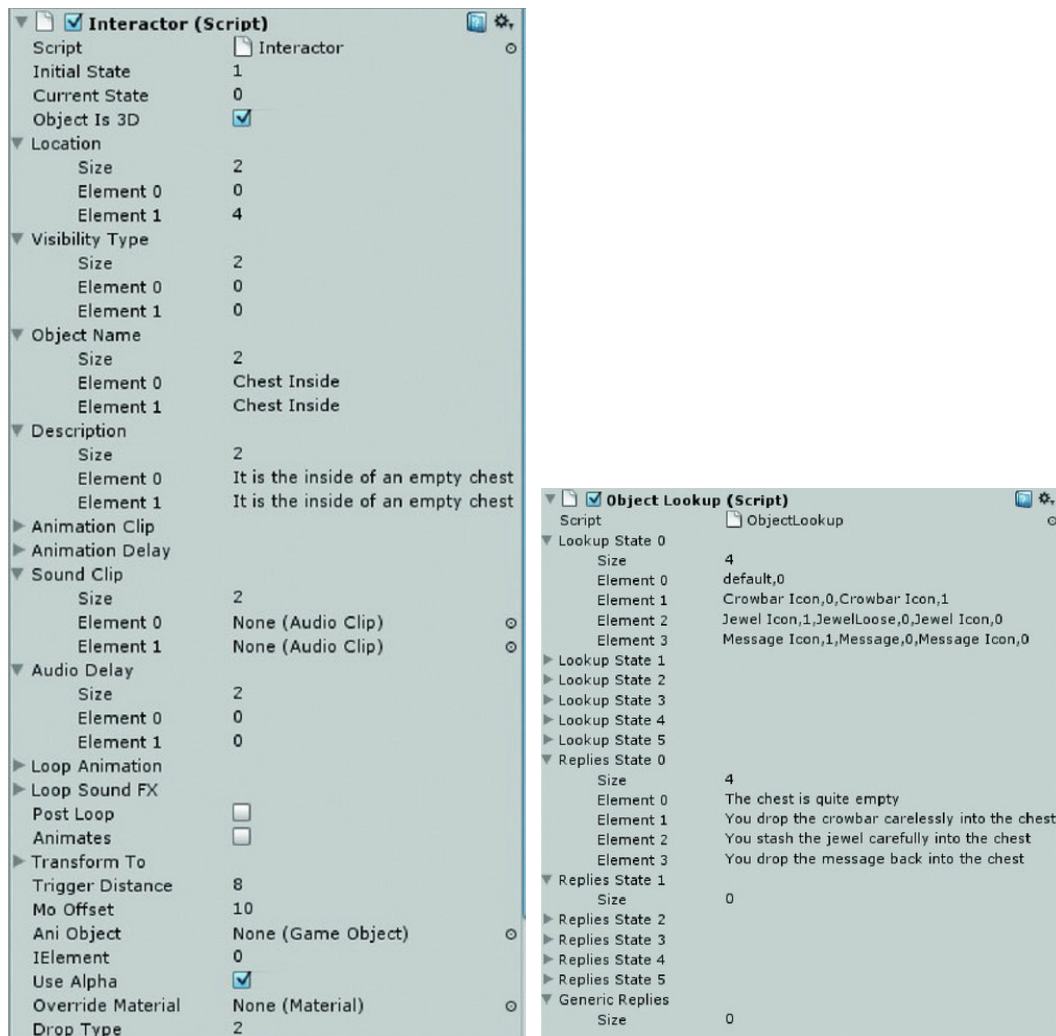 Interactor (Script)
Script Interactor
Initial State 1
Current State 0
Object Is 3D
Location
Size 2
Element 0 0
Element 1 4
Visibility Type
Size 2
Element 0 0
Element 1 0
Object Name
Size 2
Element 0 Chest Inside
Element 1 Chest Inside
Description
Size 2
Element 0 It is the inside of an empty chest
Element 1 It is the inside of an empty chest
Animation Clip
Animation Delay
Sound Clip
Size 2
Element 0 None (Audio Clip)
Element 1 None (Audio Clip)
Audio Delay
Size 2
Element 0 0
Element 1 0
Loop Animation
Loop Sound FX
Post Loop
Animates
Transform To
Trigger Distance 8
Mo Offset 10
Ani Object None (Game Object)
IElement 0
Use Alpha
Override Material None (Material)
Drop Type 2
Object Lookup (Script)
Script ObjectLookup
Lookup State 0
Size 4
Element 0 default,0
Element 1 Crowbar Icon,0,Crowbar Icon,1
Element 2 Jewel Icon,1,JewelLoose,0,Jewel Icon,0
Element 3 Message Icon,1,Message,0,Message Icon,0
Lookup State 1
Lookup State 2
Lookup State 3
Lookup State 4
Lookup State 5
Replies State 0
Size 4
Element 0 The chest is quite empty
Element 1 You drop the crowbar carelessly into the chest
Element 2 You stash the jewel carefully into the chest
Element 3 You drop the message back into the chest
Replies State 1
Size 0
Replies State 2
Replies State 3
Replies State 4
Replies State 5
Generic Replies
Size 0